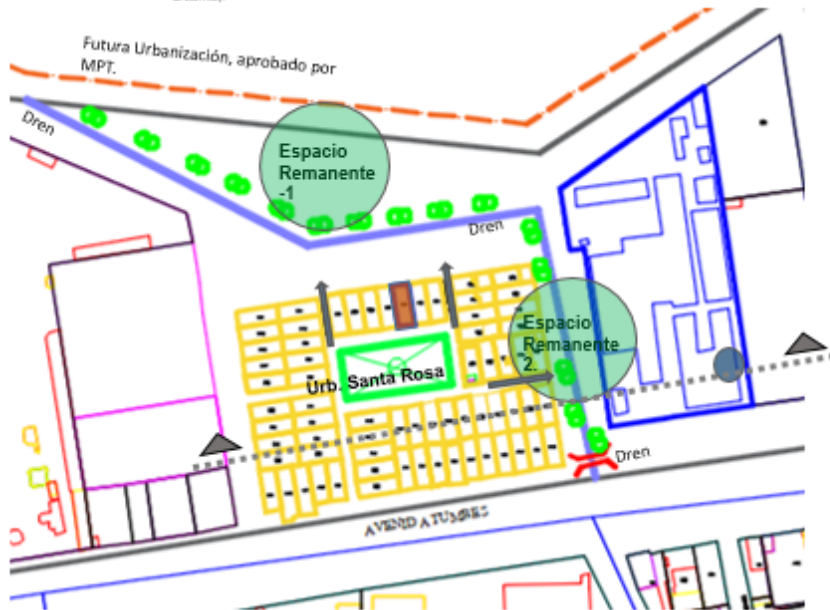 Futura Urbanización, aprobado por
MPT.
Dren
Espacio
Remanente
-1
Dren
Espacio
Remanente
2.
Urb. Santa Rosa
Dren
AVENIDA TUMBES